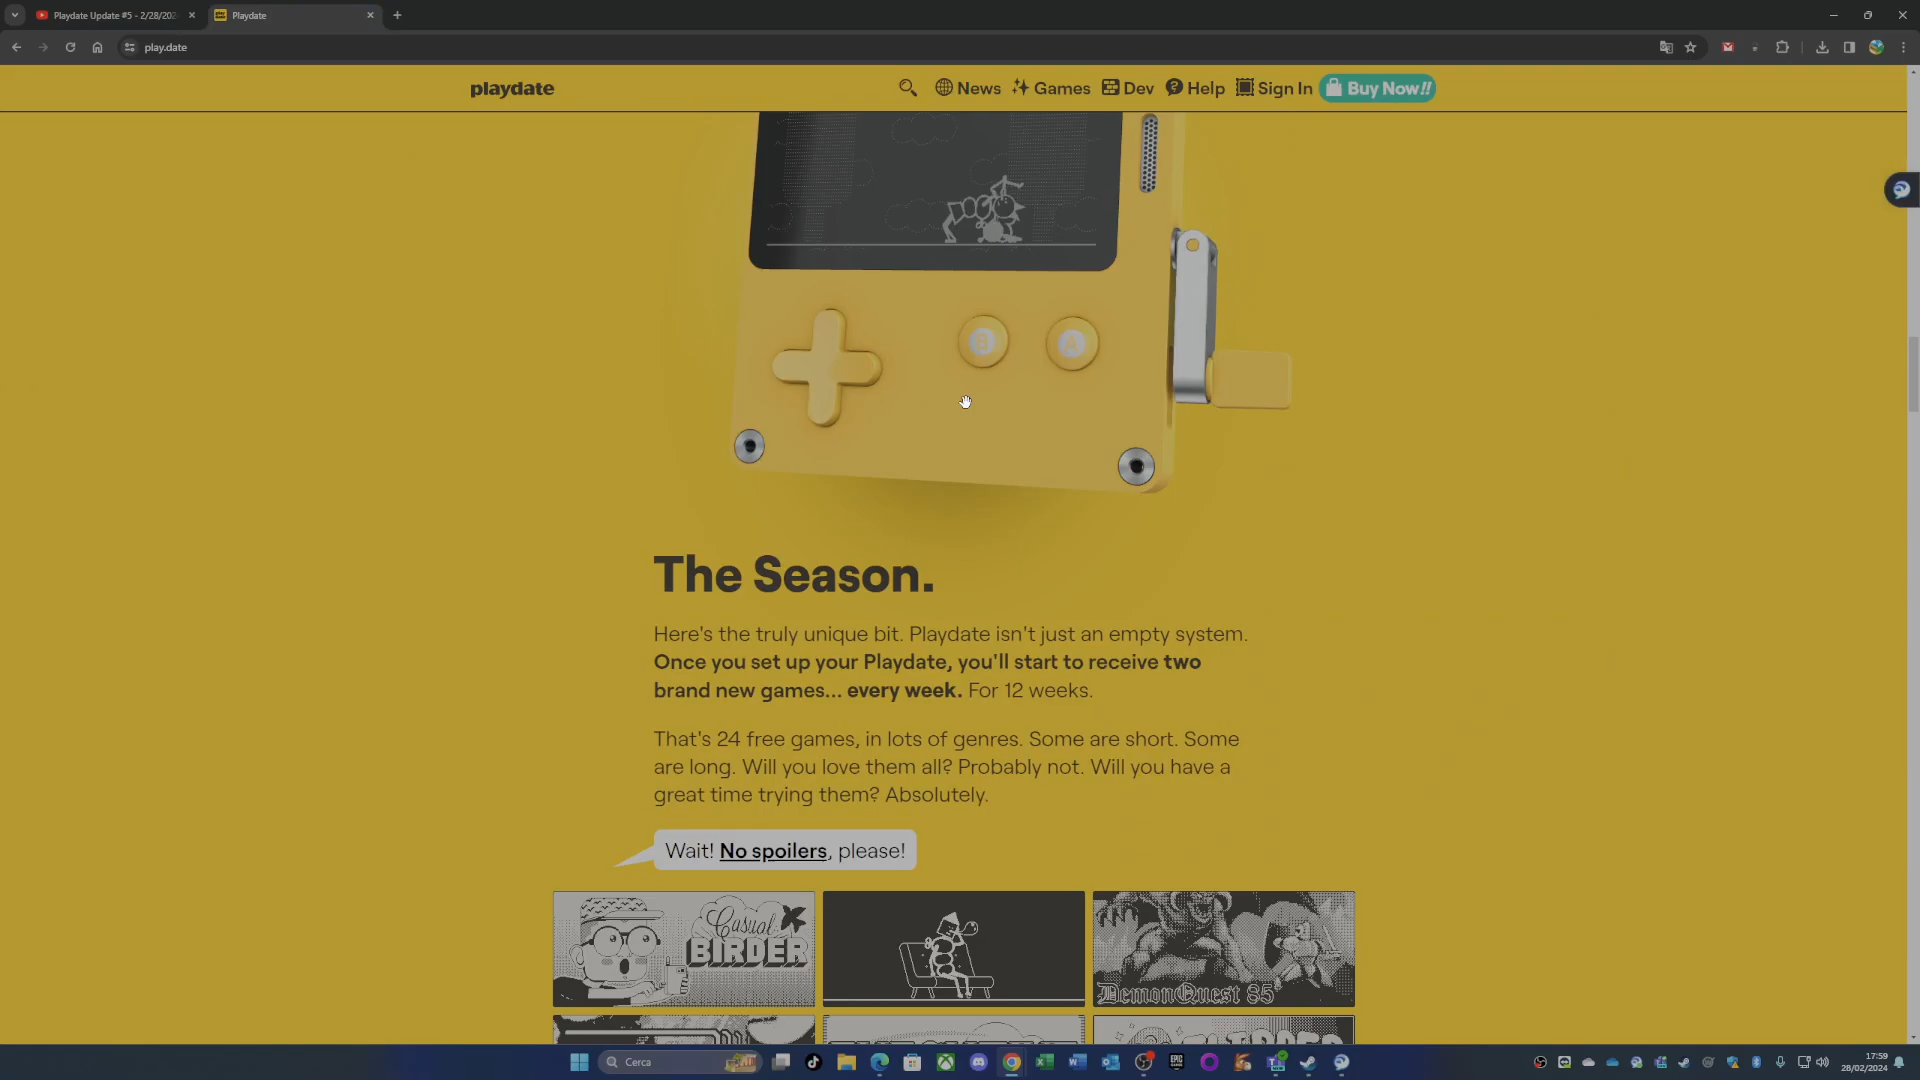 Playdate Update #5 - 2/28/202
Playdate
play.date
playdate
News
Games
Dev
Help
Sign In
Buy Now!!
B
A
The Season.
Here's the truly unique bit. Playdate isn't just an empty system.
Once you set up your Playdate, you'll start to receive two
brand new games... every week. For 12 weeks.
That's 24 free games, in lots of genres. Some are short. Some
are long. Will you love them all? Probably not. Will you have a
great time trying them? Absolutely.
Wait! No spoilers, please!
Casual
BIRDER
DemonQuest 85
Cerca
17:59
28/02/2024